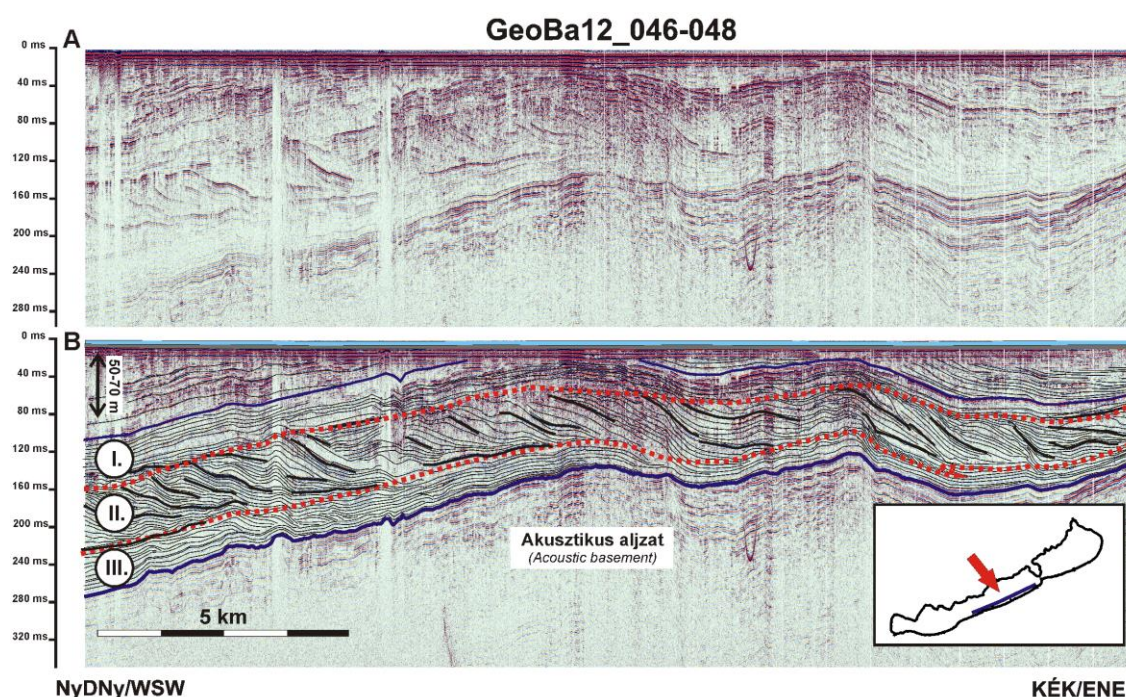 GeoBa12_046-048
A
0 ms
40 ms
80 ms
120 ms
160 ms
200 ms
240 ms
280 ms
B
0 ms
40 ms
80 ms
120 ms
160 ms
200 ms
240 ms
280 ms
320 ms
50-70 m
I.
II.
III.
Akusztikus aljzat
(Acoustic basement)
5 km
NyDNy/WSW
KÉK/ENE